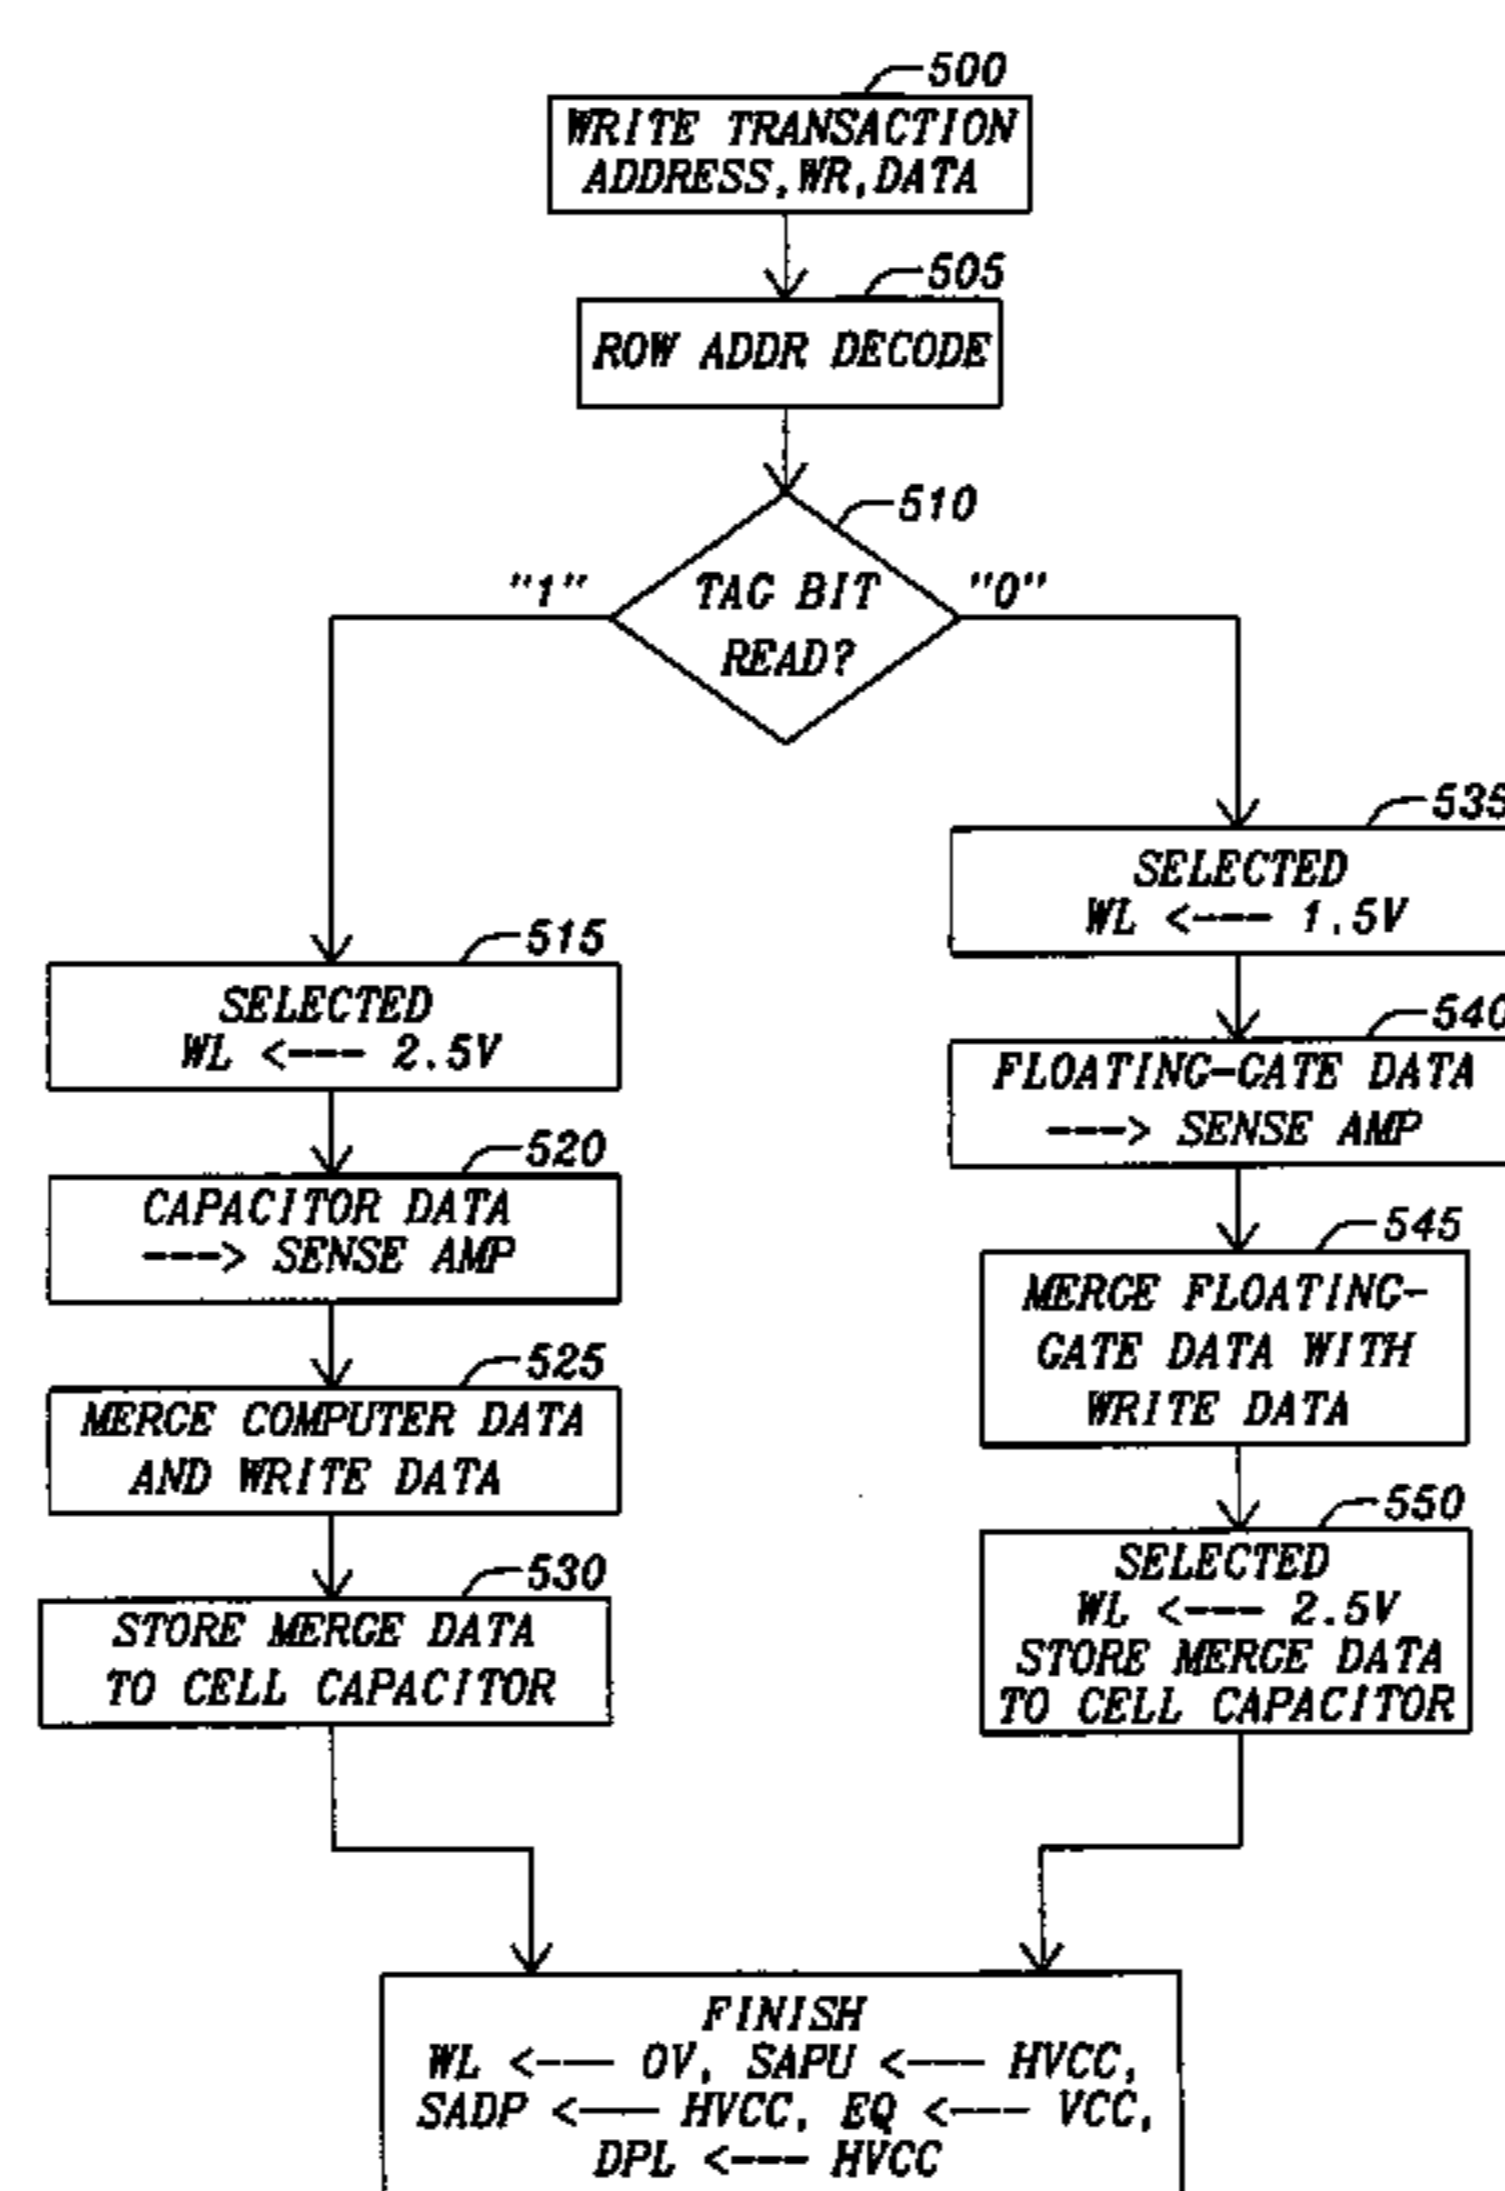 500
WRITE TRANSACTION
ADDRESS,WR,DATA
505
ROW ADDR DECODE
510
"1"
TAG BIT
READ?
"0"
515
SELECTED
WL <--- 2.5V
520
CAPACITOR DATA
---> SENSE AMP
525
MERGE COMPUTER DATA
AND WRITE DATA
530
STORE MERGE DATA
TO CELL CAPACITOR
535
SELECTED
WL <--- 1.5V
540
FLOATING-GATE DATA
---> SENSE AMP
545
MERGE FLOATING-
GATE DATA WITH
WRITE DATA
550
SELECTED
WL <--- 2.5V
STORE MERGE DATA
TO CELL CAPACITOR
FINISH
WL <--- 0V, SAPU <--- HVCC,
SADP <--- HVCC, EQ <--- VCC,
DPL <--- HVCC